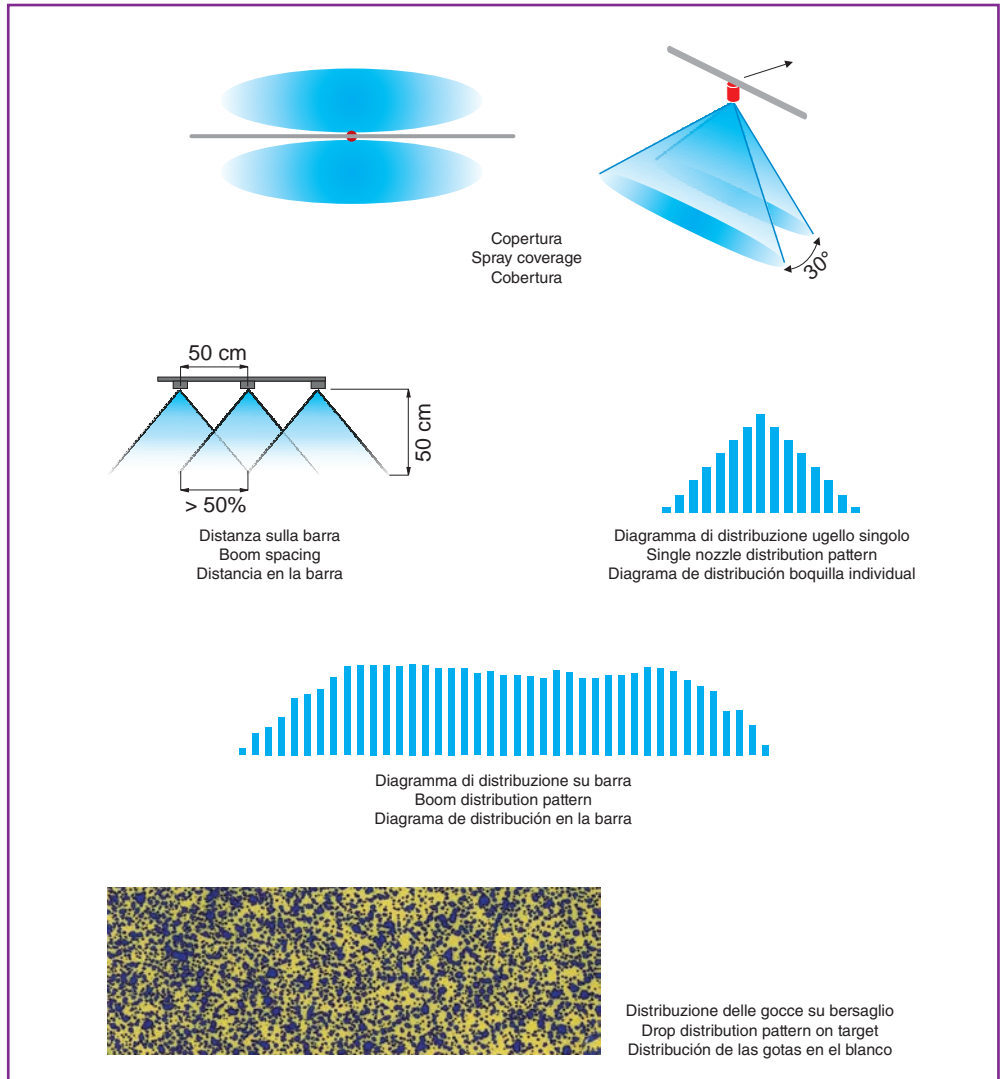 Copertura
Spray coverage
Cobertura
30°
50 cm
50 cm
> 50%
Distanza sulla barra
Boom spacing
Distancia en la barra
Diagramma di distribuzione ugello singolo
Single nozzle distribution pattern
Diagrama de distribución boquilla individual
Diagramma di distribuzione su barra
Boom distribution pattern
Diagrama de distribución en la barra
Distribuzione delle gocce su bersaglio
Drop distribution pattern on target
Distribución de las gotas en el blanco